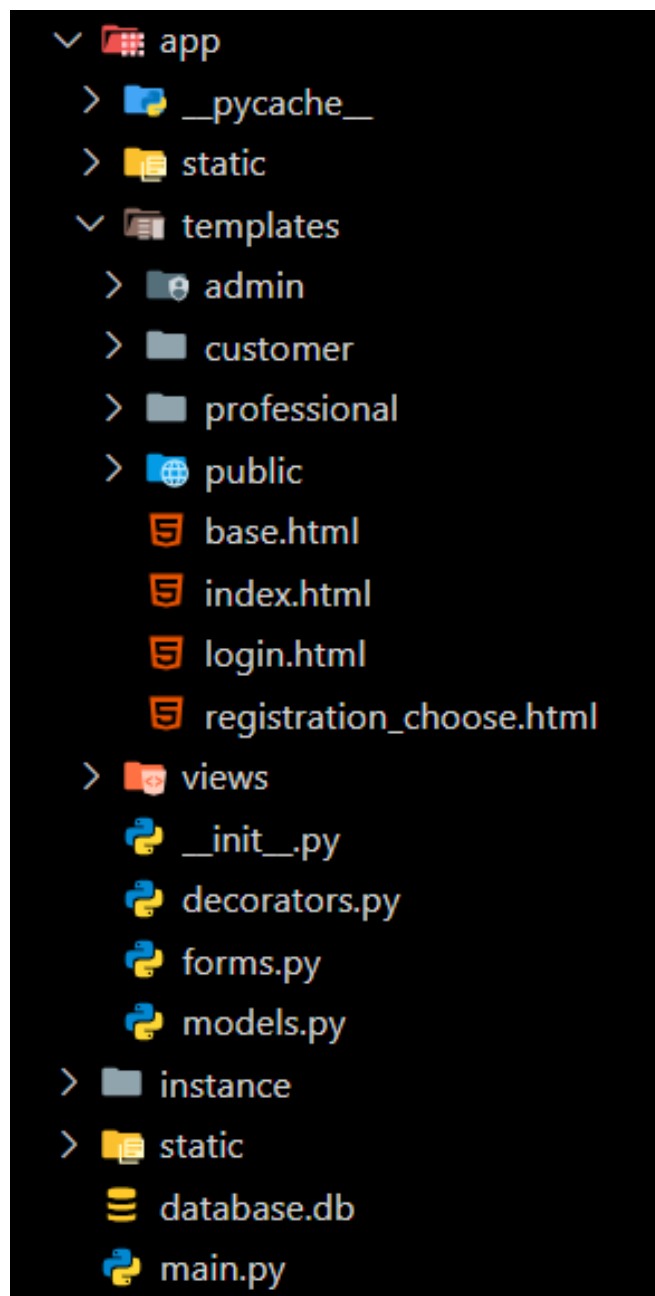 app
__pycache__
static
templates
admin
customer
professional
public
base.html
index.html
login.html
registration_choose.html
views
__init__.py
decorators.py
forms.py
models.py
instance
static
database.db
main.py